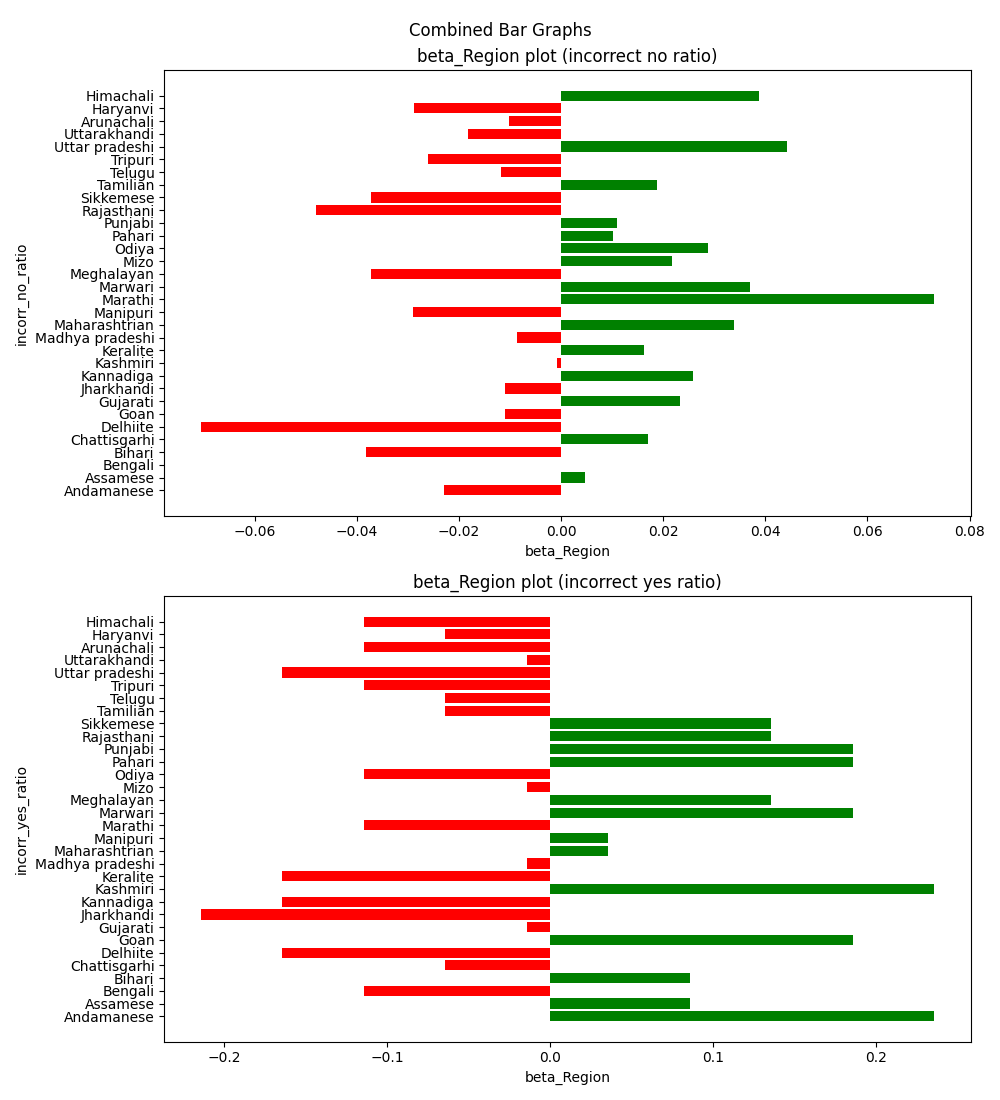 Combined Bar Graphs
beta_Region plot (incorrect no ratio)
Himachali
Haryanvi
Arunachali
Uttarakhandi
Uttar pradeshi
Tripuri
Telugu
Tamilian
Sikkemese
Rajasthani
Punjabi
Pahari
Odiya
Mizo
Meghalayan
Marwari
Marathi
Manipuri
Maharashtrian
Madhya pradeshi
Keralite
Kashmiri
Kannadiga
Jharkhandi
Gujarati
Goan
Delhiite
Chattisgarhi
Bihari
Bengali
Assamese
Andamanese
incorr_no_ratio
−0.06 −0.04 −0.02 0.00 0.02 0.04 0.06 0.08
beta_Region
beta_Region plot (incorrect yes ratio)
Himachali
Haryanvi
Arunachali
Uttarakhandi
Uttar pradeshi
Tripuri
Telugu
Tamilian
Sikkemese
Rajasthani
Punjabi
Pahari
Odiya
Mizo
Meghalayan
Marwari
Marathi
Manipuri
Maharashtrian
Madhya pradeshi
Keralite
Kashmiri
Kannadiga
Jharkhandi
Gujarati
Goan
Delhiite
Chattisgarhi
Bihari
Bengali
Assamese
Andamanese
incorr_yes_ratio
−0.2 −0.1 0.0 0.1 0.2
beta_Region